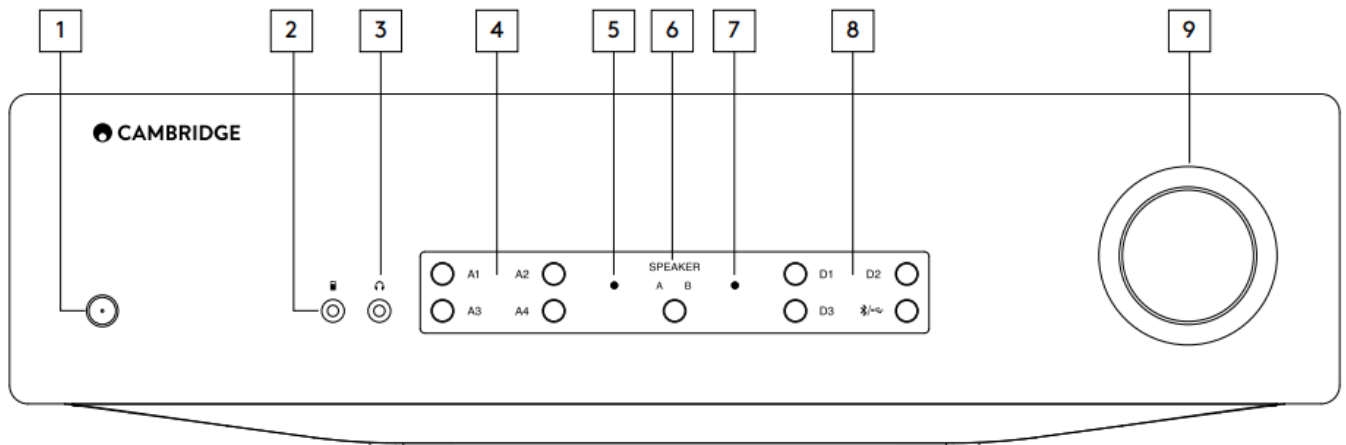 1 2 3 4 5 6 7 8 9
CAMBRIDGE
SPEAKER
A1 A2 A B D1 D2
A3 A4 D3